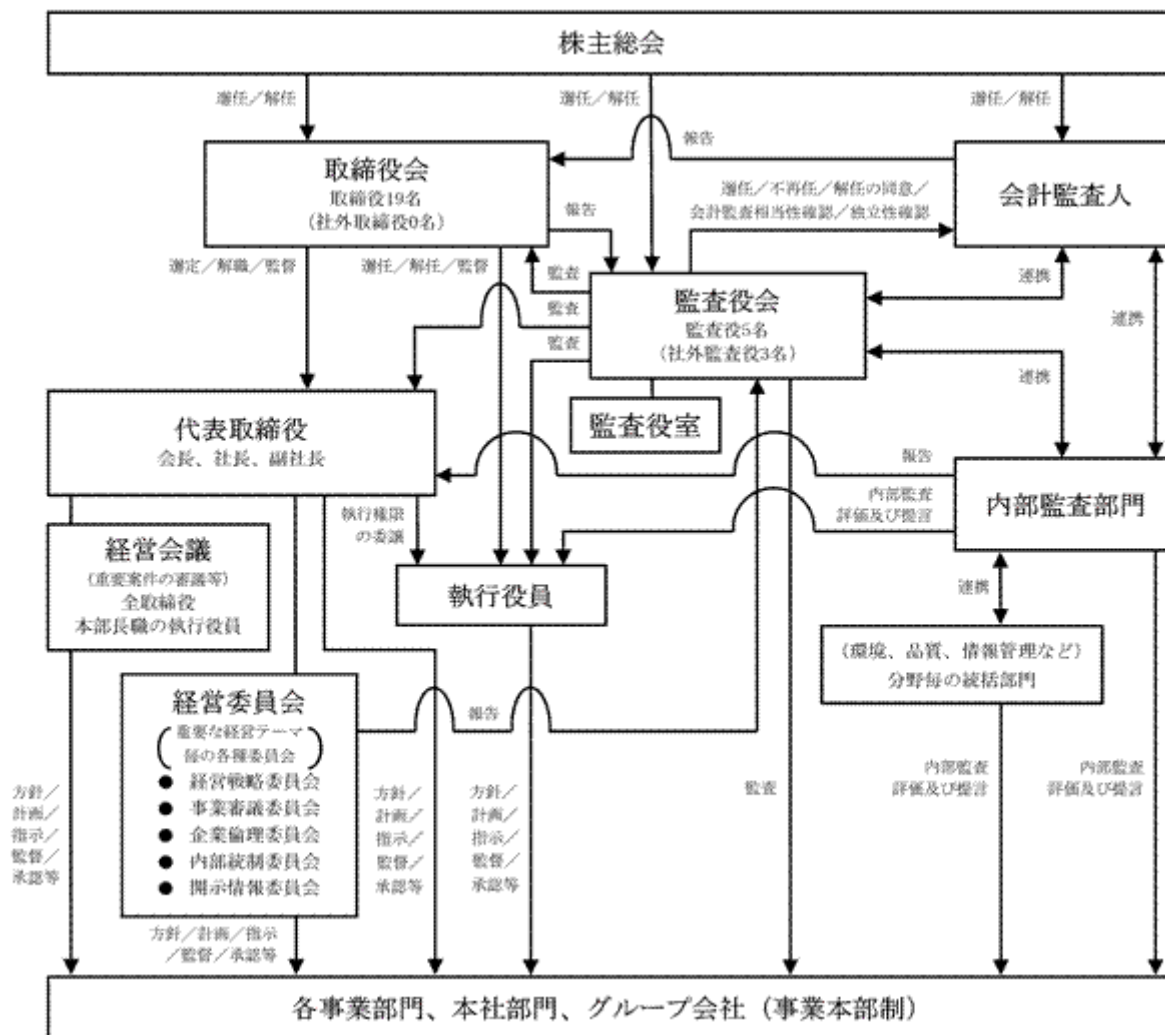 株主総会
選任／解任
選任／解任
選任／解任
報告
取締役会
取締役19名
(社外取締役0名)
報告
選任／不再任／解任の同意／
会計監査相当性確認／独立性確認
会計監査人
選定／解職／監督
選任／解任／監督
監査
監査
監査
監査役会
監査役5名
(社外監査役3名)
連携
連携
連携
監査役室
代表取締役
会長、社長、副社長
報告
内部監査
評価及び提言
内部監査部門
執行権限
の委譲
経営会議
(重要案件の審議等)
全取締役
本部長職の執行役員
執行役員
連携
(環境、品質、情報管理など)
分野毎の統括部門
経営委員会
重要な経営テーマ
毎の各種委員会
● 経営戦略委員会
● 事業審議委員会
● 企業倫理委員会
● 内部統制委員会
● 開示情報委員会
報告
方針／
計画／
指示／
監督／
承認等
方針／
計画／
指示／
監督／
承認等
方針／
計画／
指示／
監督／
承認等
監査
内部監査
評価及び提言
内部監査
評価及び提言
方針／計画／指示
／監督／承認等
各事業部門、本社部門、グループ会社（事業本部制）